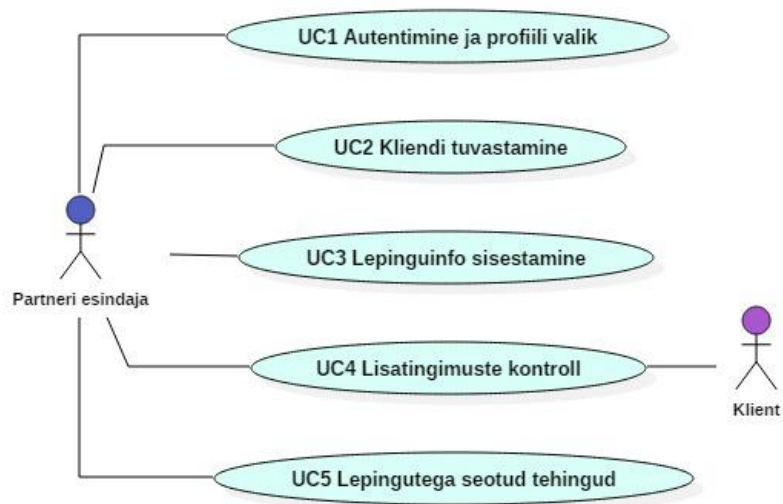 UC1 Autentimine ja profiili valik
UC2 Kliendi tuvastamine
UC3 Lepinguinfo sisestamine
Partneri esindaja
UC4 Lisatingimuste kontroll
Klient
UC5 Lepingutega seotud tehingud